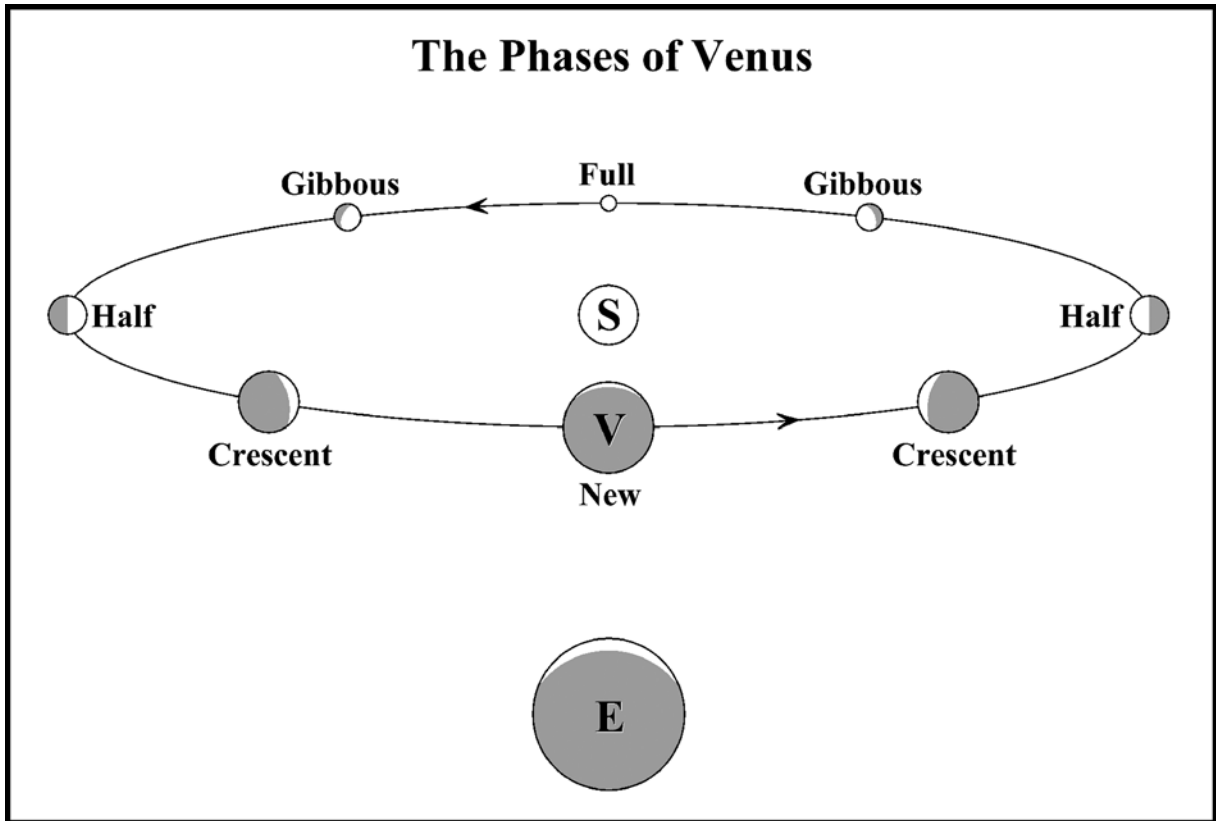 The Phases of Venus
Full
Gibbous
Gibbous
S
Half
Half
V
Crescent
Crescent
New
E